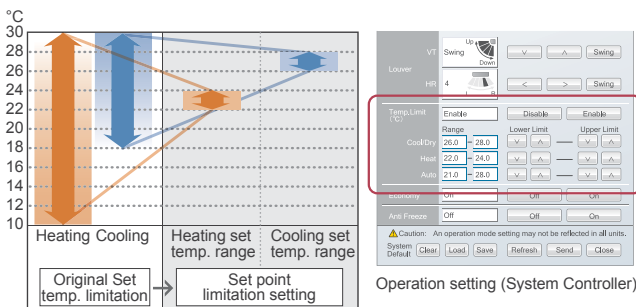 °C
30
28
26
24
22
20
18
16
14
12
10
Heating Cooling
Heating set
temp. range
Cooling set
temp. range
Original Set
temp. limitation
Set point
limitation setting
Louver
VT
Swing
Up
Down
Swing
HR
4
L
R
Swing
Temp.Limit
(°C)
Enable
Disable
Enable
Range
Lower Limit
Upper Limit
Cool/Dry
26.0 - 28.0
Heat
22.0 - 24.0
Auto
21.0 - 28.0
Economy
On
Off
On
Anti Freeze
Off
Off
On
Caution: An operation mode setting may not be reflected in all units.
System
Default
Clear
Load
Save
Refresh
Send
Close
Operation setting (System Controller)